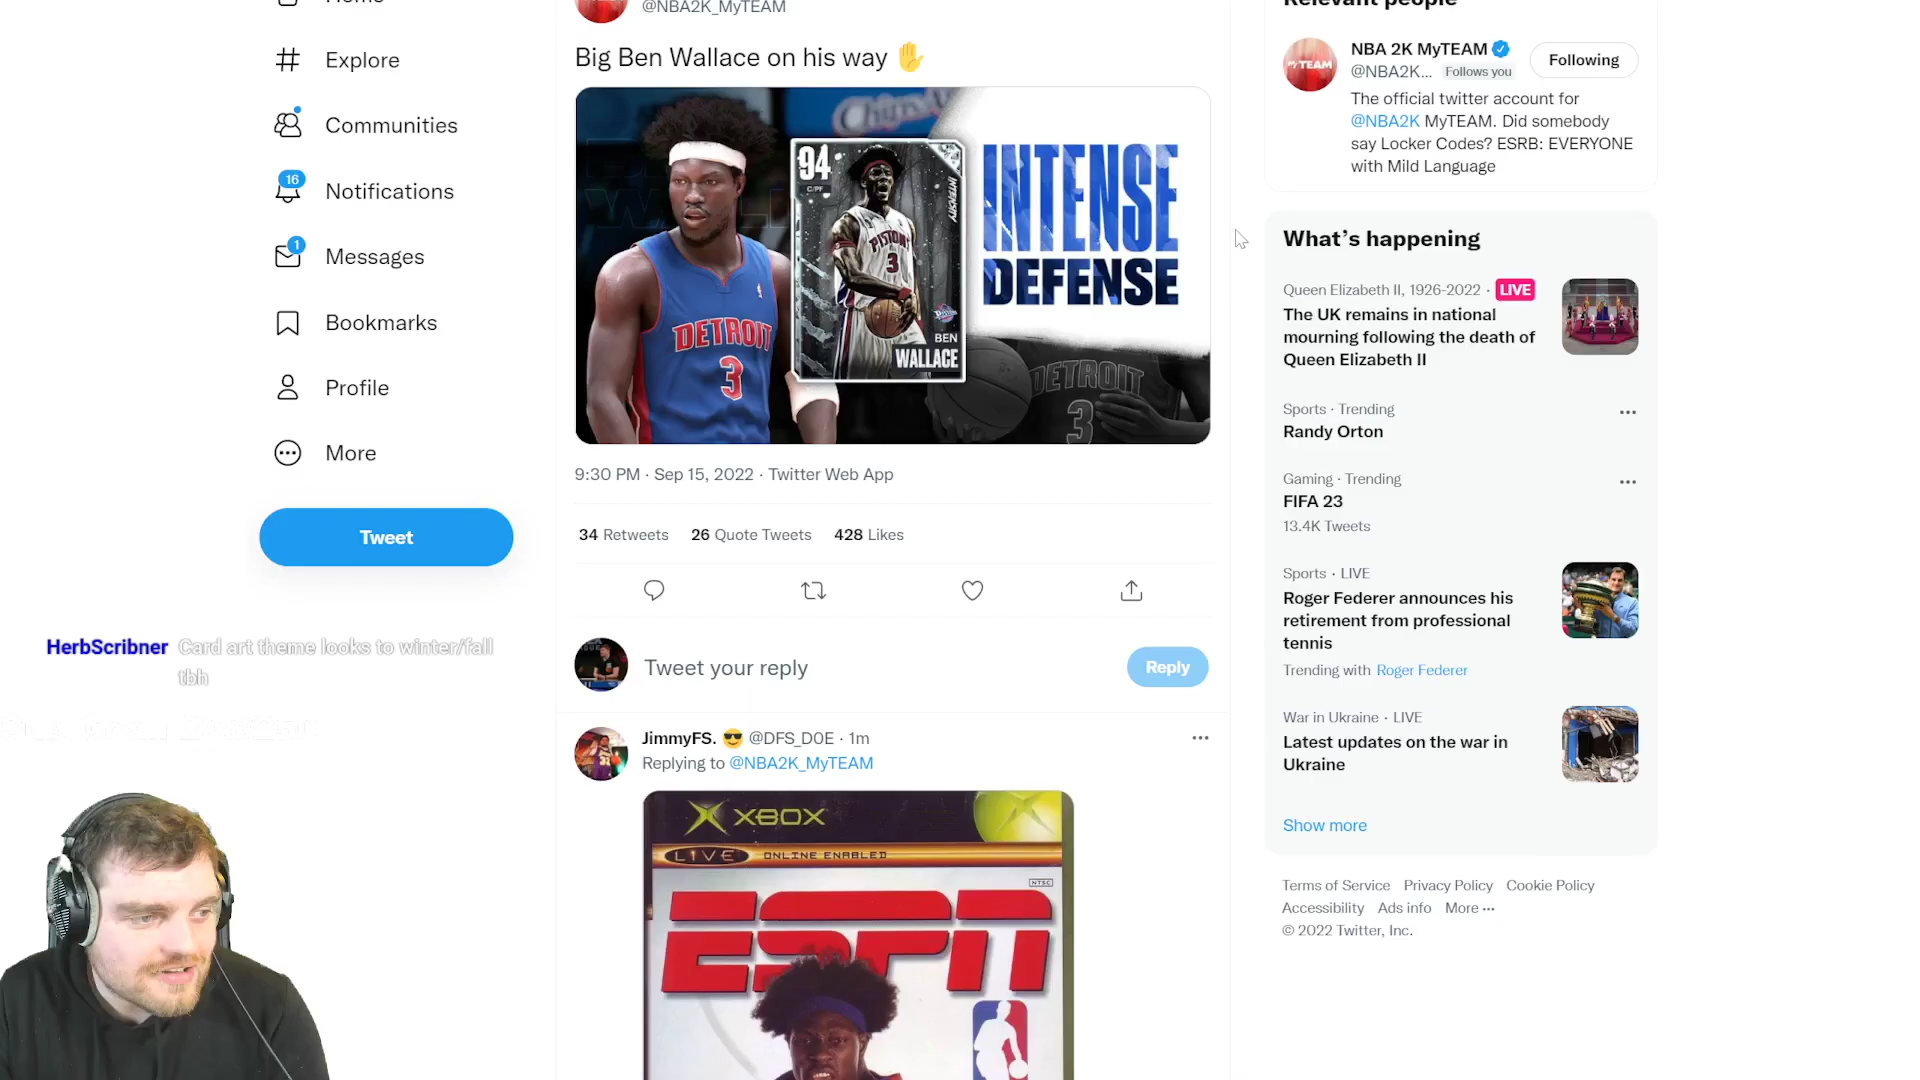 Home
Explore
Communities
16
Notifications
1
Messages
Bookmarks
Profile
More
Tweet
HerbScribner Card art theme looks to winter/fall
tbh
@NBA2K_MyTEAM
Big Ben Wallace on his way ✋
94
C/PF
INTENSITY
PISTONS
3
BEN
WALLACE
DETROIT
3
INTENSE
DEFENSE
DETROIT
3
9:30 PM · Sep 15, 2022 · Twitter Web App
34 Retweets 26 Quote Tweets 428 Likes
Tweet your reply
Reply
JimmyFS. 😎 @DFS_D0E · 1m
Replying to @NBA2K_MyTEAM
XBOX
LIVE ONLINE ENABLED
NTSC
ESPN
Relevant people
MyTEAM
NBA 2K MyTEAM
@NBA2K... Follows you
Following
The official twitter account for
@NBA2K MyTEAM. Did somebody
say Locker Codes? ESRB: EVERYONE
with Mild Language
What's happening
Queen Elizabeth II, 1926-2022 · LIVE
The UK remains in national
mourning following the death of
Queen Elizabeth II
Sports · Trending
Randy Orton
Gaming · Trending
FIFA 23
13.4K Tweets
Sports · LIVE
Roger Federer announces his
retirement from professional
tennis
Trending with Roger Federer
War in Ukraine · LIVE
Latest updates on the war in
Ukraine
Show more
Terms of Service Privacy Policy Cookie Policy
Accessibility Ads info More ···
© 2022 Twitter, Inc.